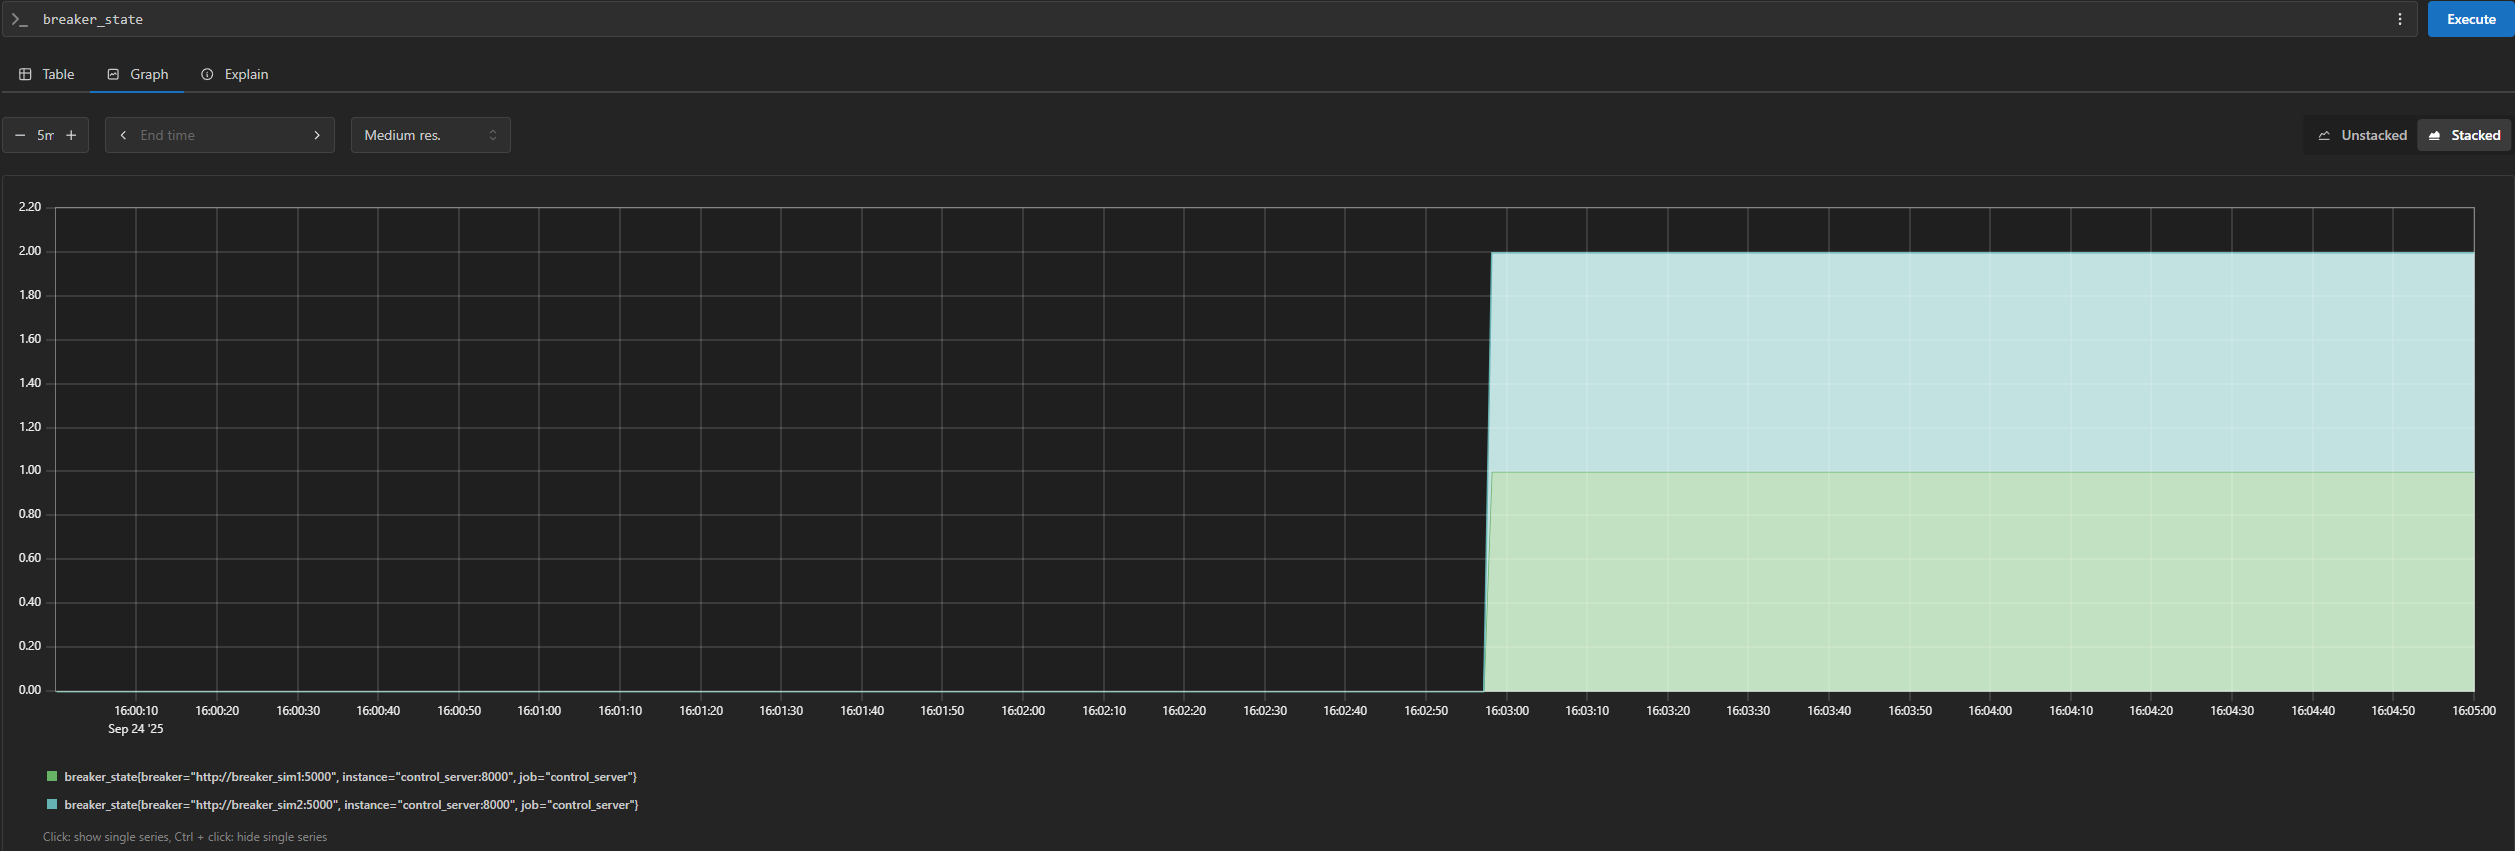 breaker_state
Execute
Table Graph Explain
5m End time Medium res. Unstacked Stacked
2.20
2.00
1.80
1.60
1.40
1.20
1.00
0.80
0.60
0.40
0.20
0.00
16:00:10 16:00:20 16:00:30 16:00:40 16:00:50 16:01:00 16:01:10 16:01:20 16:01:30 16:01:40 16:01:50 16:02:00 16:02:10 16:02:20 16:02:30 16:02:40 16:02:50 16:03:00 16:03:10 16:03:20 16:03:30 16:03:40 16:03:50 16:04:00 16:04:10 16:04:20 16:04:30 16:04:40 16:04:50 16:05:00
Sep 24 '25
breaker_state{breaker="http://breaker_sim1:5000", instance="control_server:8000", job="control_server"}
breaker_state{breaker="http://breaker_sim2:5000", instance="control_server:8000", job="control_server"}
Click: show single series, Ctrl + click: hide single series